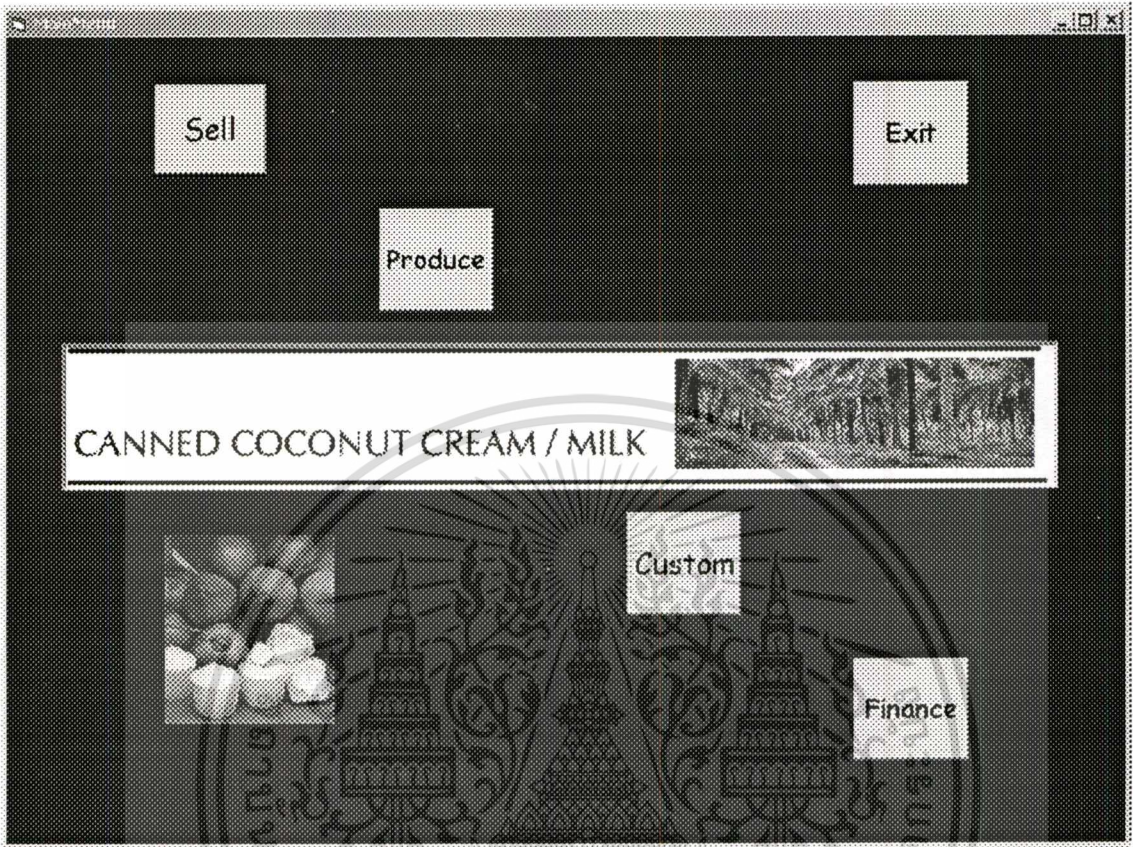 Sell
Exit
Produce
CANNED COCONUT CREAM / MILK
Custom
Finance